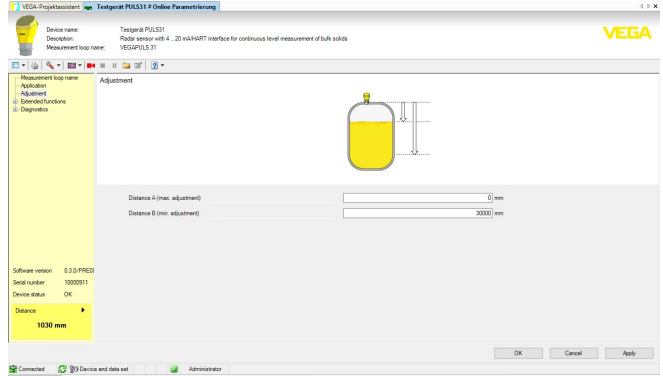 VEGA-Projektassistent
Testgerät PULS31 # Online Parametrierung
Device name: Testgerät PULS31
Description: Radar sensor with 4 ... 20 mA/HART interface for continuous level measurement of bulk solids
Measurement loop name: VEGAPULS 31
VEGA
Measurement loop name
Application
Adjustment
Extended functions
Diagnostics
Adjustment
Distance A (max. adjustment) 0 mm
Distance B (min. adjustment) 30000 mm
Software version
Serial number 10000911
Device status OK
Distance
1030 mm
OK Cancel Apply
Connected Device and data set Administrator